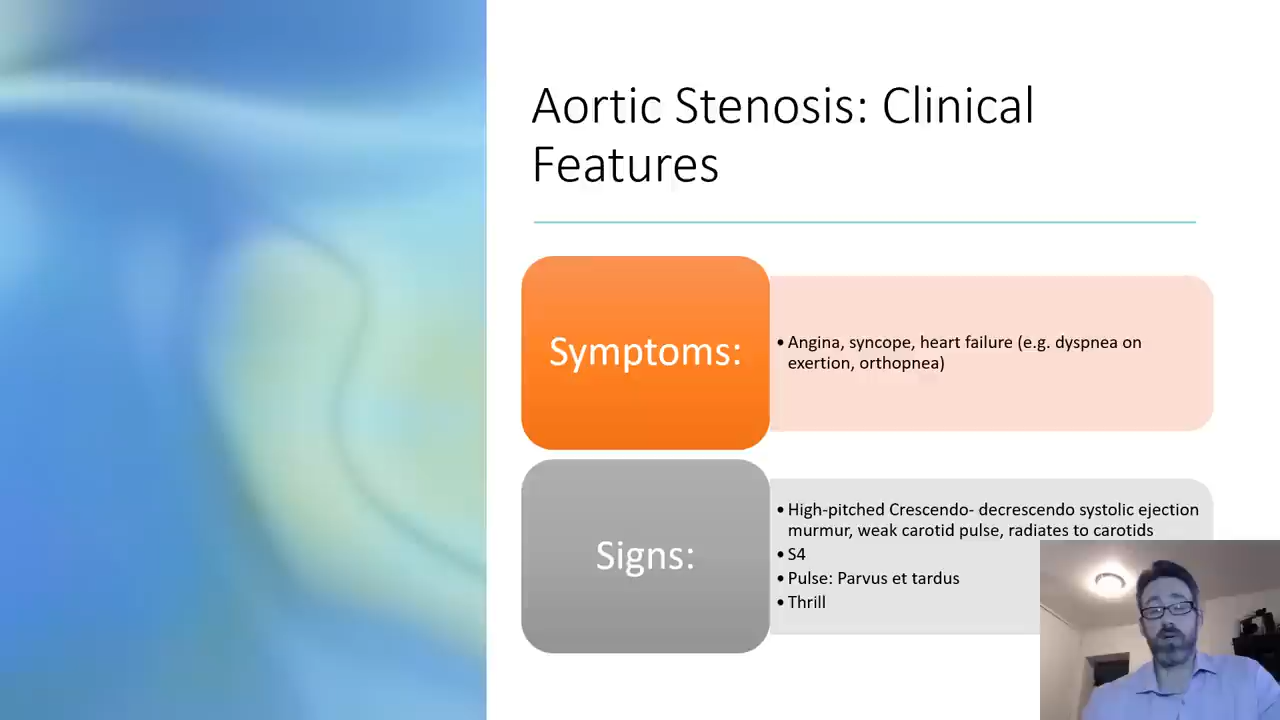 Aortic Stenosis: Clinical
Features
Symptoms:
• Angina, syncope, heart failure (e.g. dyspnea on
exertion, orthopnea)
Signs:
• High-pitched Crescendo- decrescendo systolic ejection
murmur, weak carotid pulse, radiates to carotids
• S4
• Pulse: Parvus et tardus
• Thrill